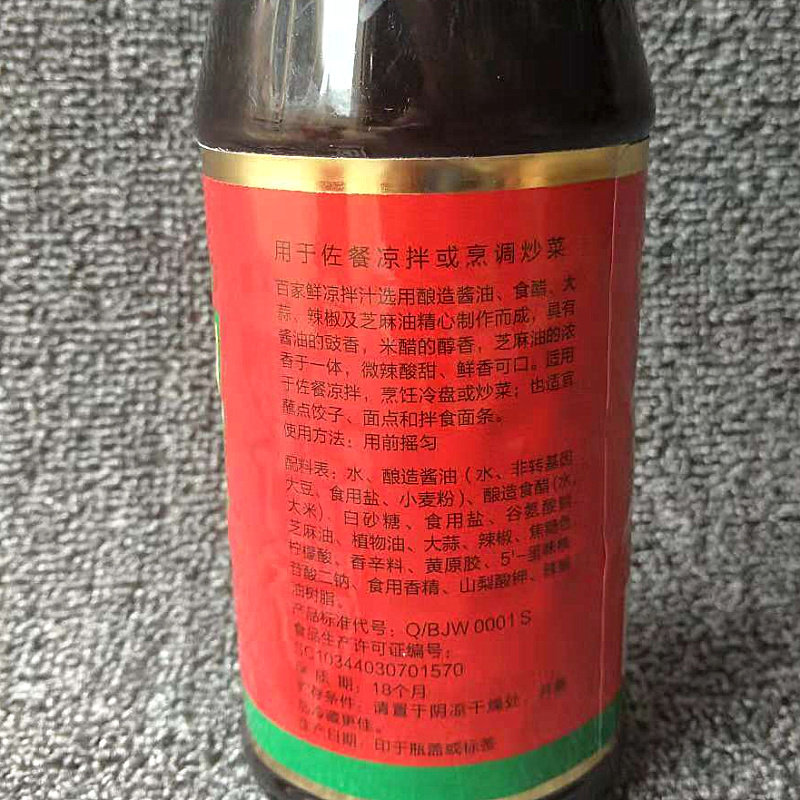 用于佐餐凉拌或烹调炒菜
百家鲜凉拌汁选用酿造酱油、食醋、大
蒜、辣椒及芝麻油精心制作而成，具有
酱油的豉香，米醋的醇香，芝麻油的浓
香于一体，微辣酸甜、鲜香可口。适用
于佐餐凉拌，烹饪冷盘或炒菜；也适宜
蘸点饺子、面点和拌食面条。
使用方法：用前摇匀
配料表：水、酿造酱油（水、非转基因
大豆、食用盐、小麦粉）、酿造食醋(水,
大米)、白砂糖、食用盐、谷氨酸钠
芝麻油、植物油、大蒜、辣椒、焦糖色
柠檬酸、香辛料、黄原胶、5'-呈味核
苷酸二钠、食用香精、山梨酸钾、辣椒
油树脂。
产品标准代号：Q/BJW 0001 S
食品生产许可证编号：
SC10344030701570
保 质 期：18个月
贮存条件：请置于阴凉干燥处，开盖
后冷藏更佳。
生产日期：印于瓶盖或标签